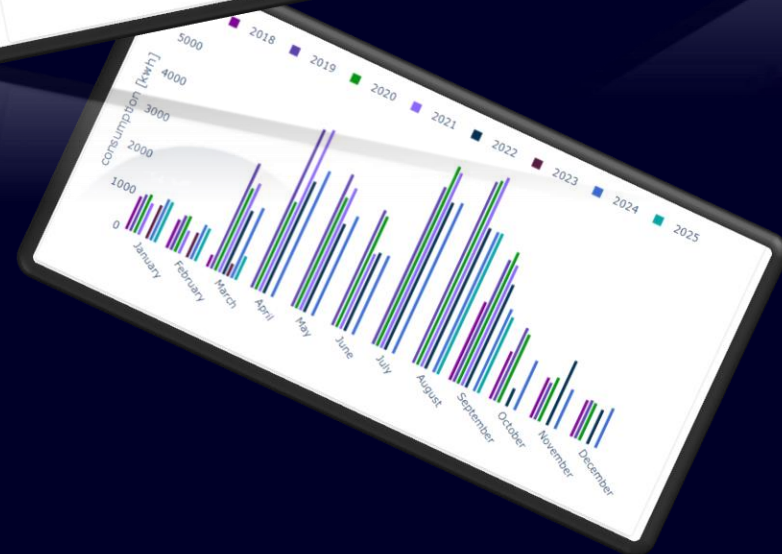 2018
2019
2020
2021
2022
2023
2024
2025
consumption [kwh]
5000
4000
3000
2000
1000
0
January
February
March
April
May
June
July
August
September
October
November
December